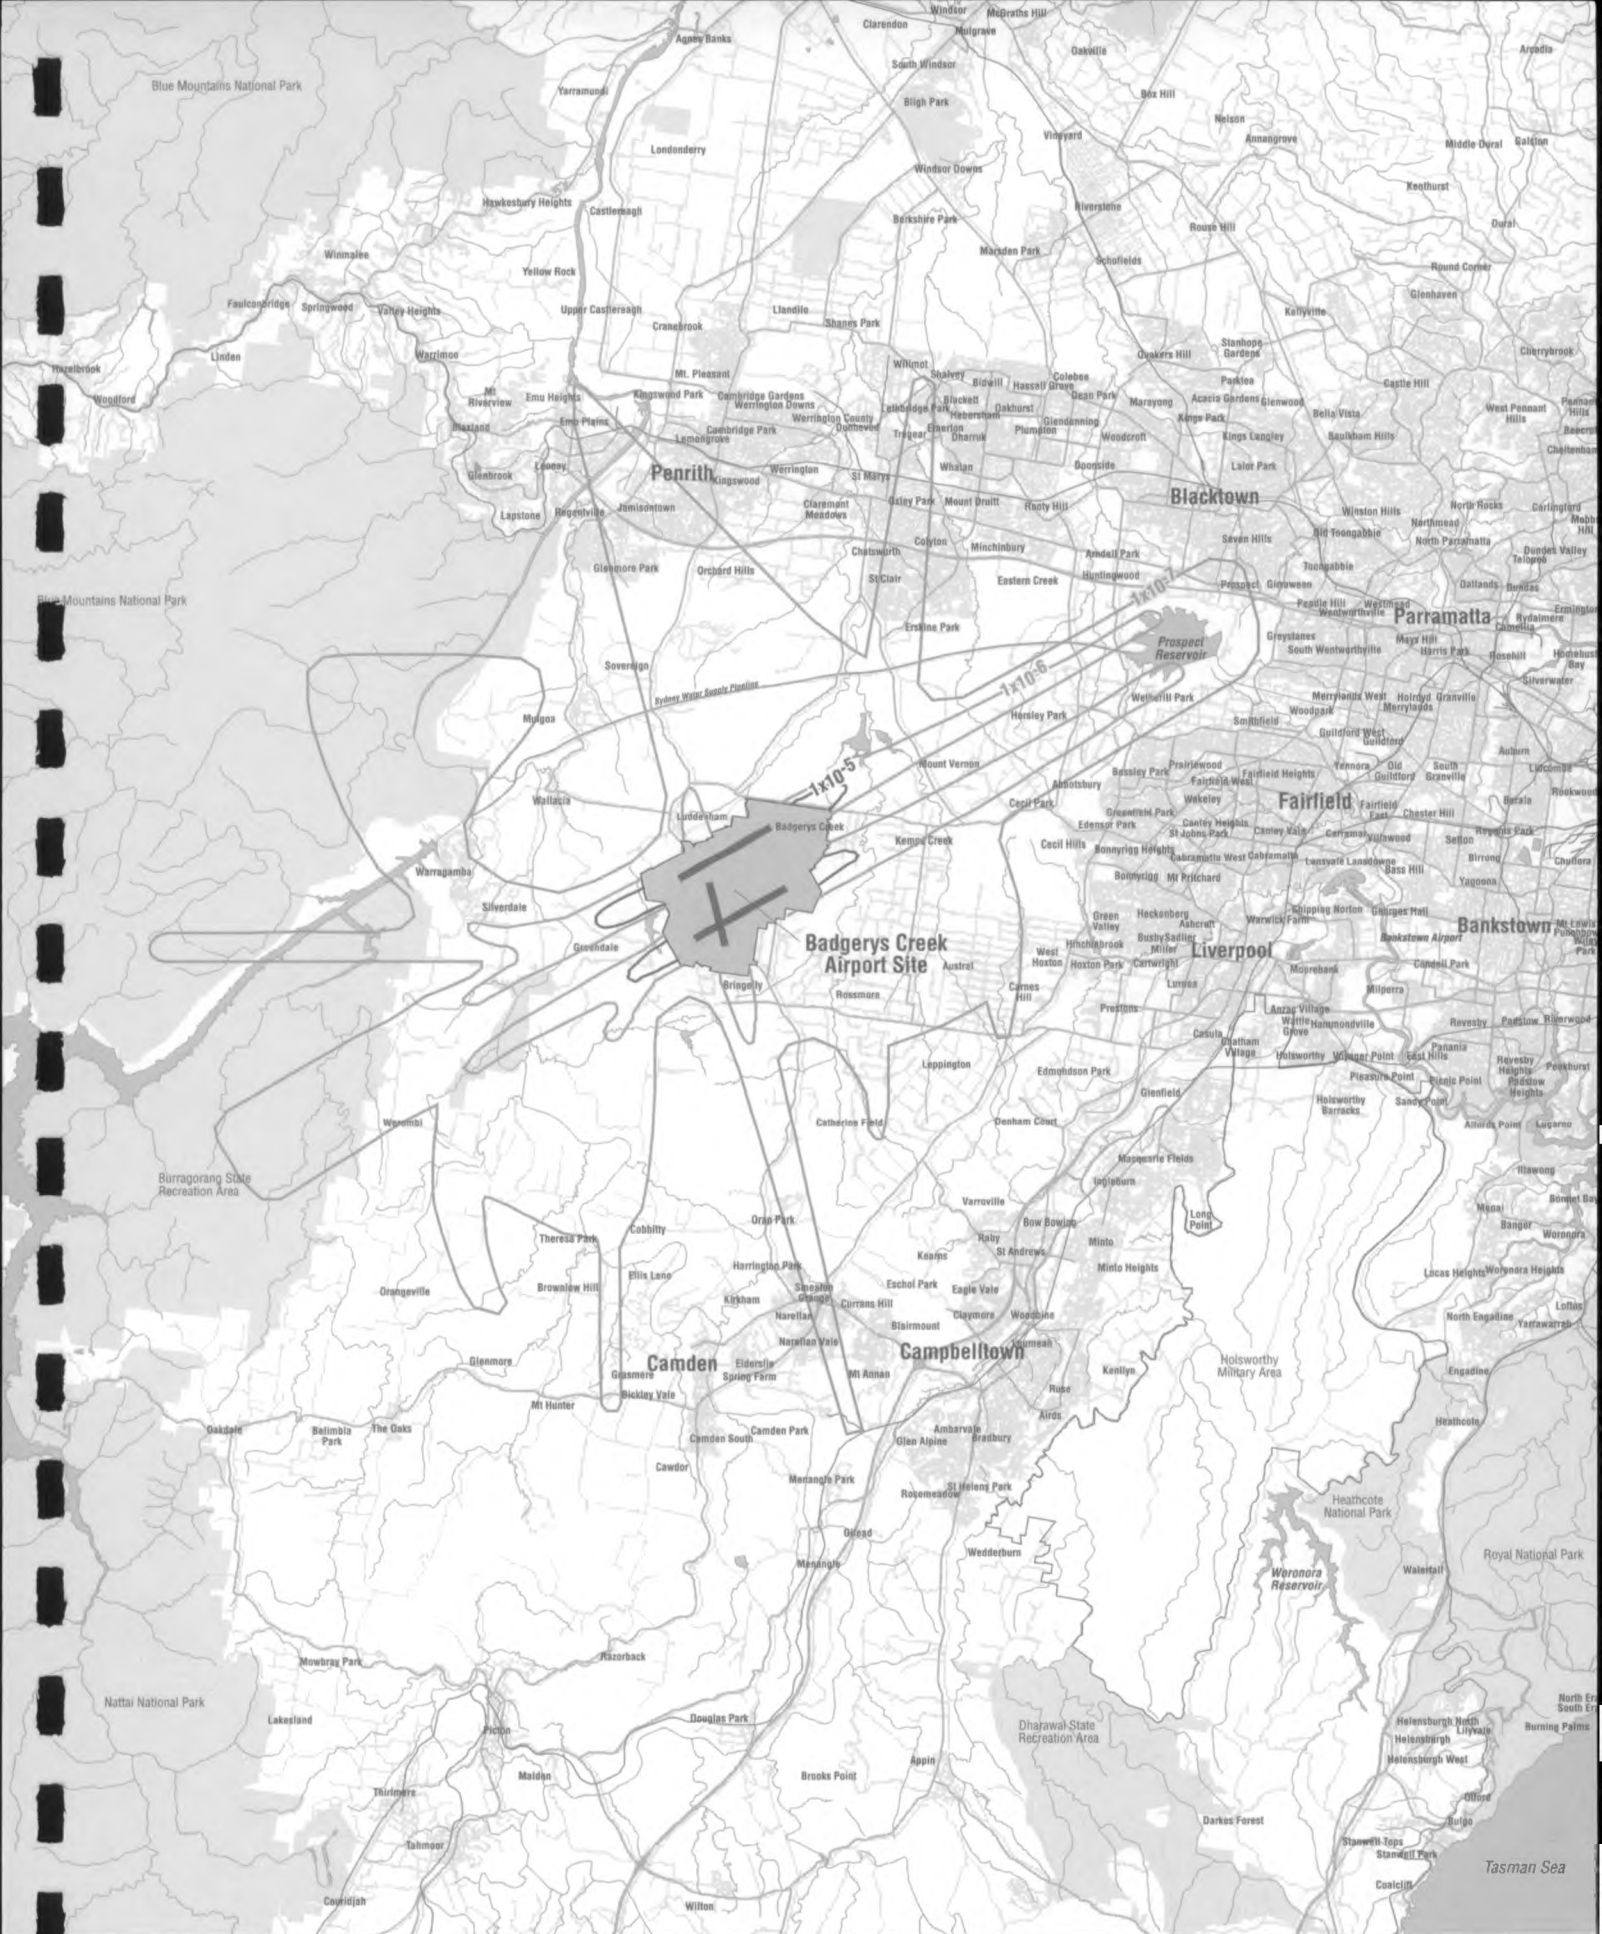 Windsor
McGraths Hill
Clarendon
Mulgrave
Agnes Banks
Oakville
Arcadia
South Windsor
Blue Mountains National Park
Yarramundi
Box Hill
Bligh Park
Nelson
Vineyard
Annangrove
Middle Dural
Galston
Londonderry
Windsor Downs
Kenthurst
Hawkesbury Heights
Castlereagh
Riverstone
Berkshire Park
Rouse Hill
Dural
Winmalee
Marsden Park
Schofields
Yellow Rock
Round Corner
Glenhaven
Faulconbridge
Springwood
Valley Heights
Upper Castlereagh
Llandilo
Kellyville
Cranebrook
Shanes Park
Linden
Warrimoo
Quakers Hill
Stanhope
Gardens
Cherrybrook
Hazelbrook
Willmot
Mt. Pleasant
Shalvey
Bidwill
Hassell Grove
Colebee
Parklea
Castle Hill
Woodford
Mt
Riverview
Emu Heights
Kingswood Park
Cambridge Gardens
Werrington Downs
Dean Park
Marayong
Acacia Gardens
Glenwood
Lethbridge Park
Blackett
Hebersham
Oakhurst
Bella Vista
West Pennant
Hills
Kings Park
Werrington County
Dunheved
Glendenning
Plumpton
Blaxland
Emu Plains
Cambridge Park
Lemongrove
Tregear
Emerton
Dharruk
Woodcroft
Kings Langley
Baulkham Hills
Glenbrook
Leonay
Penrith
Kingswood
Werrington
St Marys
Whalan
Doonside
Lalor Park
Blacktown
Lapstone
Regentville
Jamisontown
Claremont
Meadows
Oxley Park
Mount Druitt
Rooty Hill
Winston Hills
North Rocks
Carlingford
Northmead
Old Toongabbie
North Parramatta
Seven Hills
Colyton
Minchinbury
Chatsworth
Arndell Park
Dundas Valley
Telopea
Glenmore Park
Orchard Hills
St Clair
Eastern Creek
Huntingwood
Toongabbie
Prospect
Girraween
Oatlands
Dundas
1x10-7
Blue Mountains National Park
Pendle Hill
Westmead
Wentworthville
Parramatta
Rydalmere
Camellia
Erskine Park
Prospect
Reservoir
Greystanes
Mays Hill
South Wentworthville
Harris Park
Rosehill
Homebush
Bay
Silverwater
Sovereign
Sydney Water Supply Pipeline
1x10-6
Wetherill Park
Merrylands West
Holroyd
Granville
Woodpark
Merrylands
Mulgoa
Horsley Park
Smithfield
Guildford West
Guildford
Auburn
Mount Vernon
1x10-5
Bossley Park
Prairiewood
Fairfield West
Fairfield Heights
Yennora
Old
Guildford
South
Granville
Lidcombe
Abbotsbury
Wallacia
Cecil Park
Wakeley
Fairfield
Fairfield
East
Chester Hill
Berala
Rookwood
Luddenham
Badgerys Creek
Greenfield Park
Edensor Park
Canley Heights
St Johns Park
Canley Vale
Carramar
Villawood
Sefton
Regents Park
Kemps Creek
Cecil Hills
Bonnyrigg Heights
Cabramatta West
Cabramatta
Lansvale
Lansdowne
Bass Hill
Birrong
Chullora
Warragamba
Bonnyrigg
Mt Pritchard
Yagoona
Silverdale
Green
Valley
Heckenberg
Ashcroft
Warwick Farm
Chipping Norton
Georges Hall
Bankstown
Greendale
Badgerys Creek
Airport Site
Hinchinbrook
Busby
Sadlier
Miller
Liverpool
Bankstown Airport
Condell Park
Austral
West
Hoxton
Hoxton Park
Cartwright
Moorebank
Bringelly
Rossmore
Carnes
Hill
Lurnea
Milperra
Prestons
Anzac Village
Wattle
Grove
Hammondville
Revesby
Padstow
Riverwood
Casula
Chatham
Village
Holsworthy
Voyager Point
East Hills
Panania
Leppington
Edmondson Park
Pleasure Point
Picnic Point
Revesby
Heights
Padstow
Heights
Peakhurst
Glenfield
Holsworthy
Barracks
Sandy Point
Werombi
Catherine Field
Denham Court
Alfords Point
Lugarno
Macquarie Fields
Burragorang State
Recreation Area
Ingleburn
Illawong
Menai
Bonnet Bay
Varroville
Long
Point
Bangor
Woronora
Cobbitty
Oran Park
Bow Bowing
Theresa Park
Raby
St Andrews
Minto
Kearns
Harrington Park
Minto Heights
Lucas Heights
Woronora Heights
Orangeville
Brownlow Hill
Ellis Lane
Smeaton
Grange
Eschol Park
Eagle Vale
Kirkham
Currans Hill
Narellan
Claymore
Woodbine
North Engadine
Yarrawarrah
Loftus
Blairmount
Narellan Vale
Campbelltown
Leumeah
Glenmore
Camden
Elderslie
Spring Farm
Mt Annan
Kenllyn
Holsworthy
Military Area
Engadine
Grasmere
Bickley Vale
Ruse
Mt Hunter
Airds
Heathcote
Oakdale
Balimbla
Park
The Oaks
Camden South
Camden Park
Ambarvale
Glen Alpine
Bradbury
Cawdor
Menangle Park
St Helens Park
Rosemeadow
Heathcote
National Park
Gilead
Wedderburn
Menangle
Royal National Park
Woronora
Reservoir
Waterfall
Mowbray Park
Razorback
Nattai National Park
Lakesland
Picton
Douglas Park
Dharawal State
Recreation Area
Helensburgh North
Lilyvale
Helensburgh
Burning Palms
Helensburgh West
Appin
Maldon
Brooks Point
Thirlmere
Otford
Darkes Forest
Bulgo
Tahmoor
Stanwell Tops
Stanwell Park
Tasman Sea
Coalcliff
Couridjah
Wilton